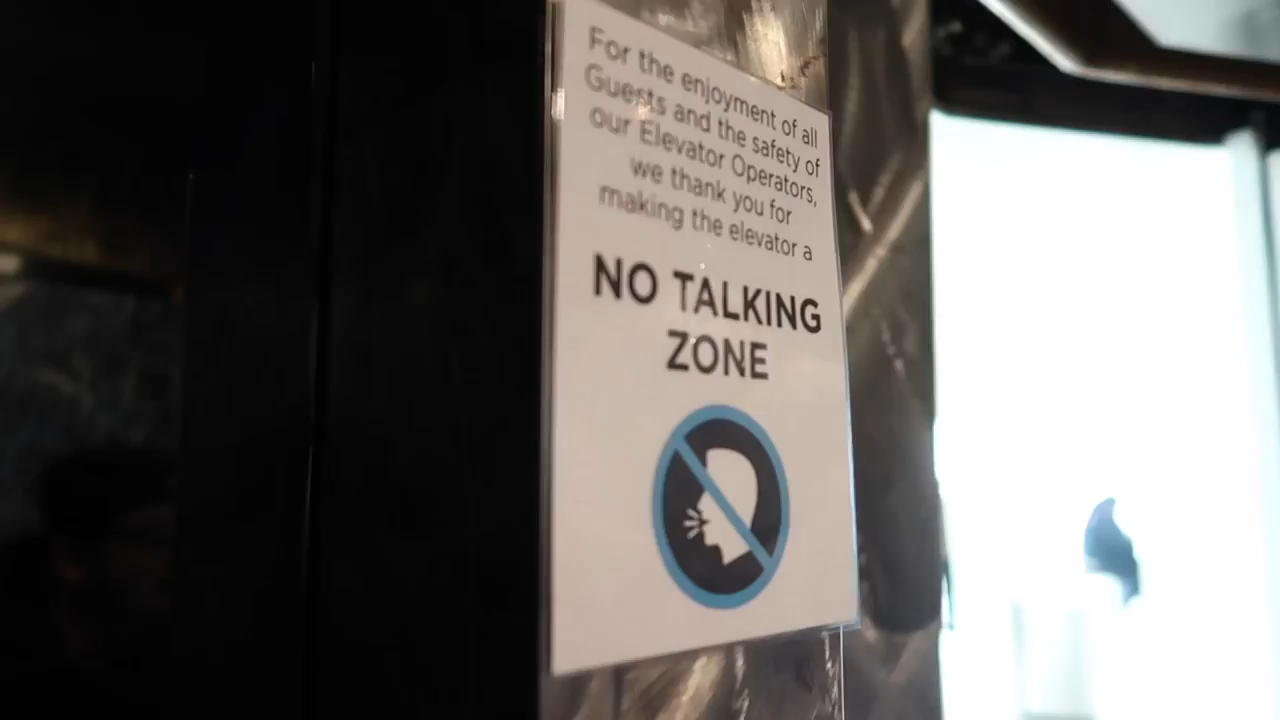 For the enjoyment of all
Guests and the safety of
our Elevator Operators,
we thank you for
making the elevator a
NO TALKING
ZONE